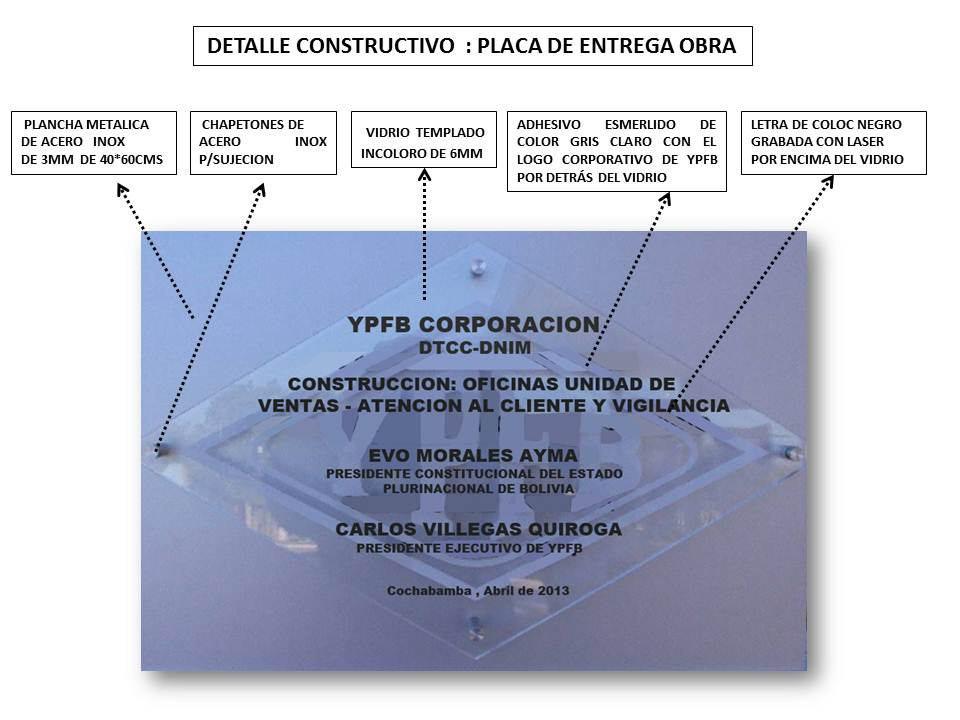 DETALLE CONSTRUCTIVO : PLACA DE ENTREGA OBRA
PLANCHA METALICA
DE ACERO INOX
DE 3MM DE 40*60CMS
CHAPETONES DE
ACERO INOX
P/SUJECION
VIDRIO TEMPLADO
INCOLORO DE 6MM
ADHESIVO ESMERLIDO DE
COLOR GRIS CLARO CON EL
LOGO CORPORATIVO DE YPFB
POR DETRÁS DEL VIDRIO
LETRA DE COLOC NEGRO
GRABADA CON LASER
POR ENCIMA DEL VIDRIO
YPFB CORPORACION
DTCC-DNIM
CONSTRUCCION: OFICINAS UNIDAD DE
VENTAS - ATENCION AL CLIENTE Y VIGILANCIA
YPFB
EVO MORALES AYMA
PRESIDENTE CONSTITUCIONAL DEL ESTADO
PLURINACIONAL DE BOLIVIA
CARLOS VILLEGAS QUIROGA
PRESIDENTE EJECUTIVO DE YPFB
Cochabamba , Abril de 2013